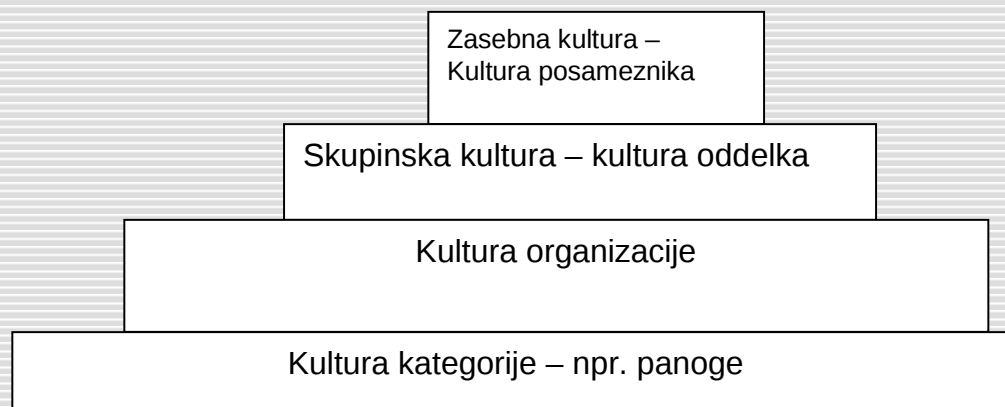 Zasebna kultura –
Kultura posameznika
Skupinska kultura – kultura oddelka
Kultura organizacije
Kultura kategorije – npr. panoge